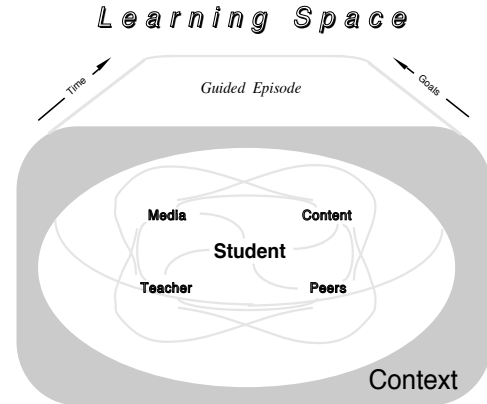 Learning Space
Time
Goals
Guided Episode
Media
Content
Student
Teacher
Peers
Context